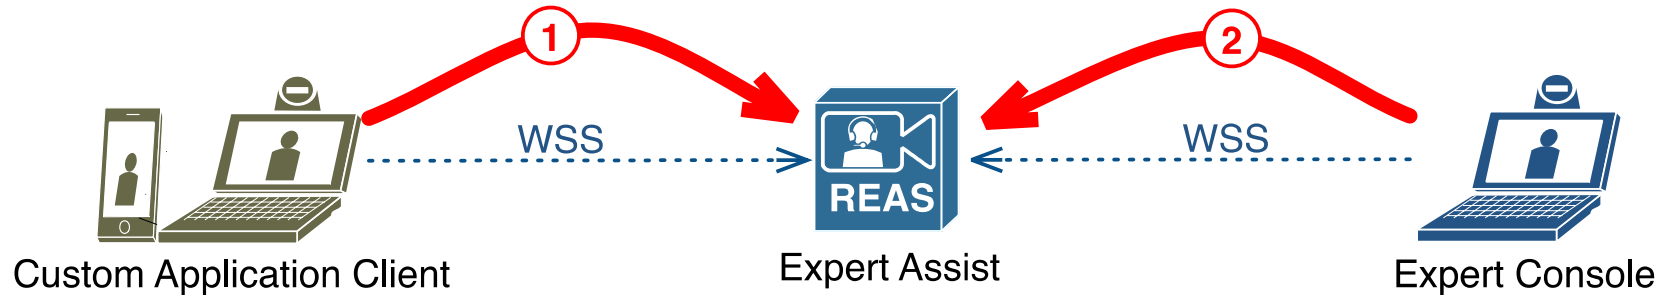 1
2
WSS
WSS
REAS
Custom Application Client
Expert Assist
Expert Console